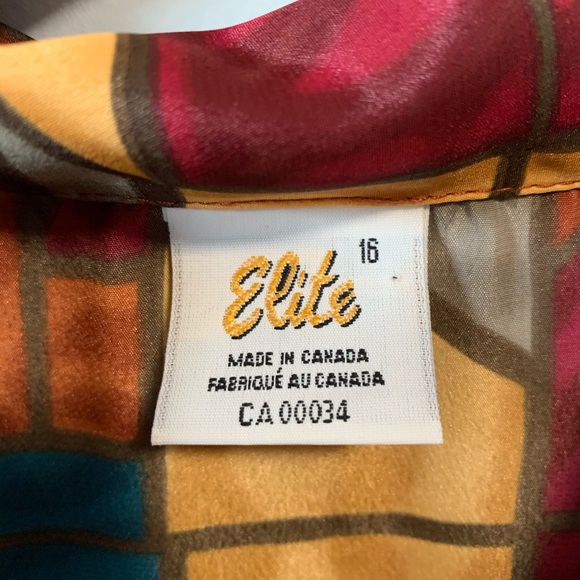 16
Elite
MADE IN CANADA
FABRIQUÉ AU CANADA
CA 00034